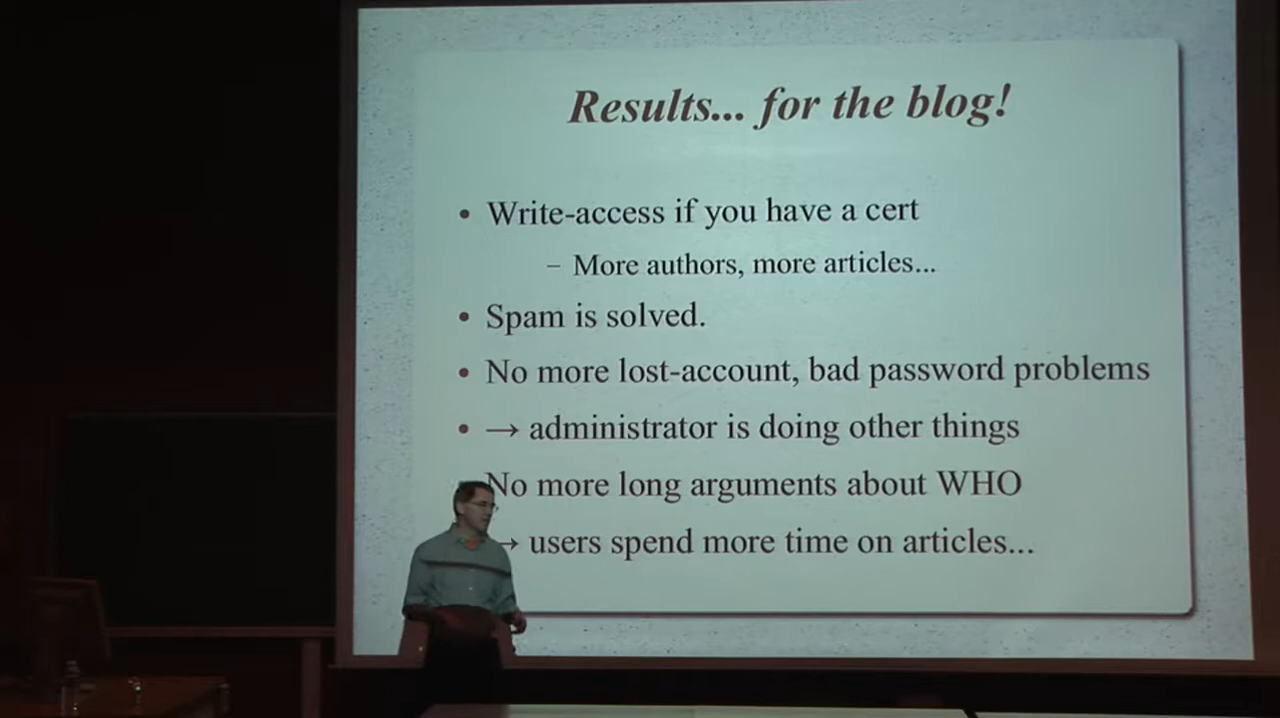 Results... for the blog!
• Write-access if you have a cert
– More authors, more articles...
• Spam is solved.
• No more lost-account, bad password problems
• → administrator is doing other things
No more long arguments about WHO
→ users spend more time on articles...